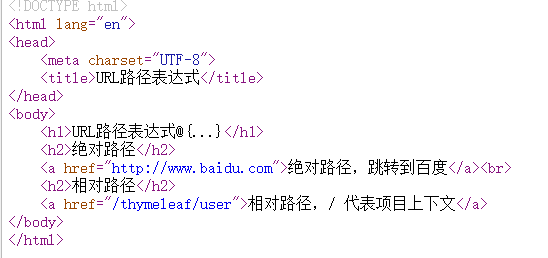 <!DOCTYPE html>
<html lang="en">
<head>
    <meta charset="UTF-8">
    <title>URL路径表达式</title>
</head>
<body>
    <h1>URL路径表达式@{...}</h1>
    <h2>绝对路径</h2>
    <a href="http://www.baidu.com">绝对路径，跳转到百度</a><br>
    <h2>相对路径</h2>
    <a href="/thymeleaf/user">相对路径，/ 代表项目上下文</a>
</body>
</html>